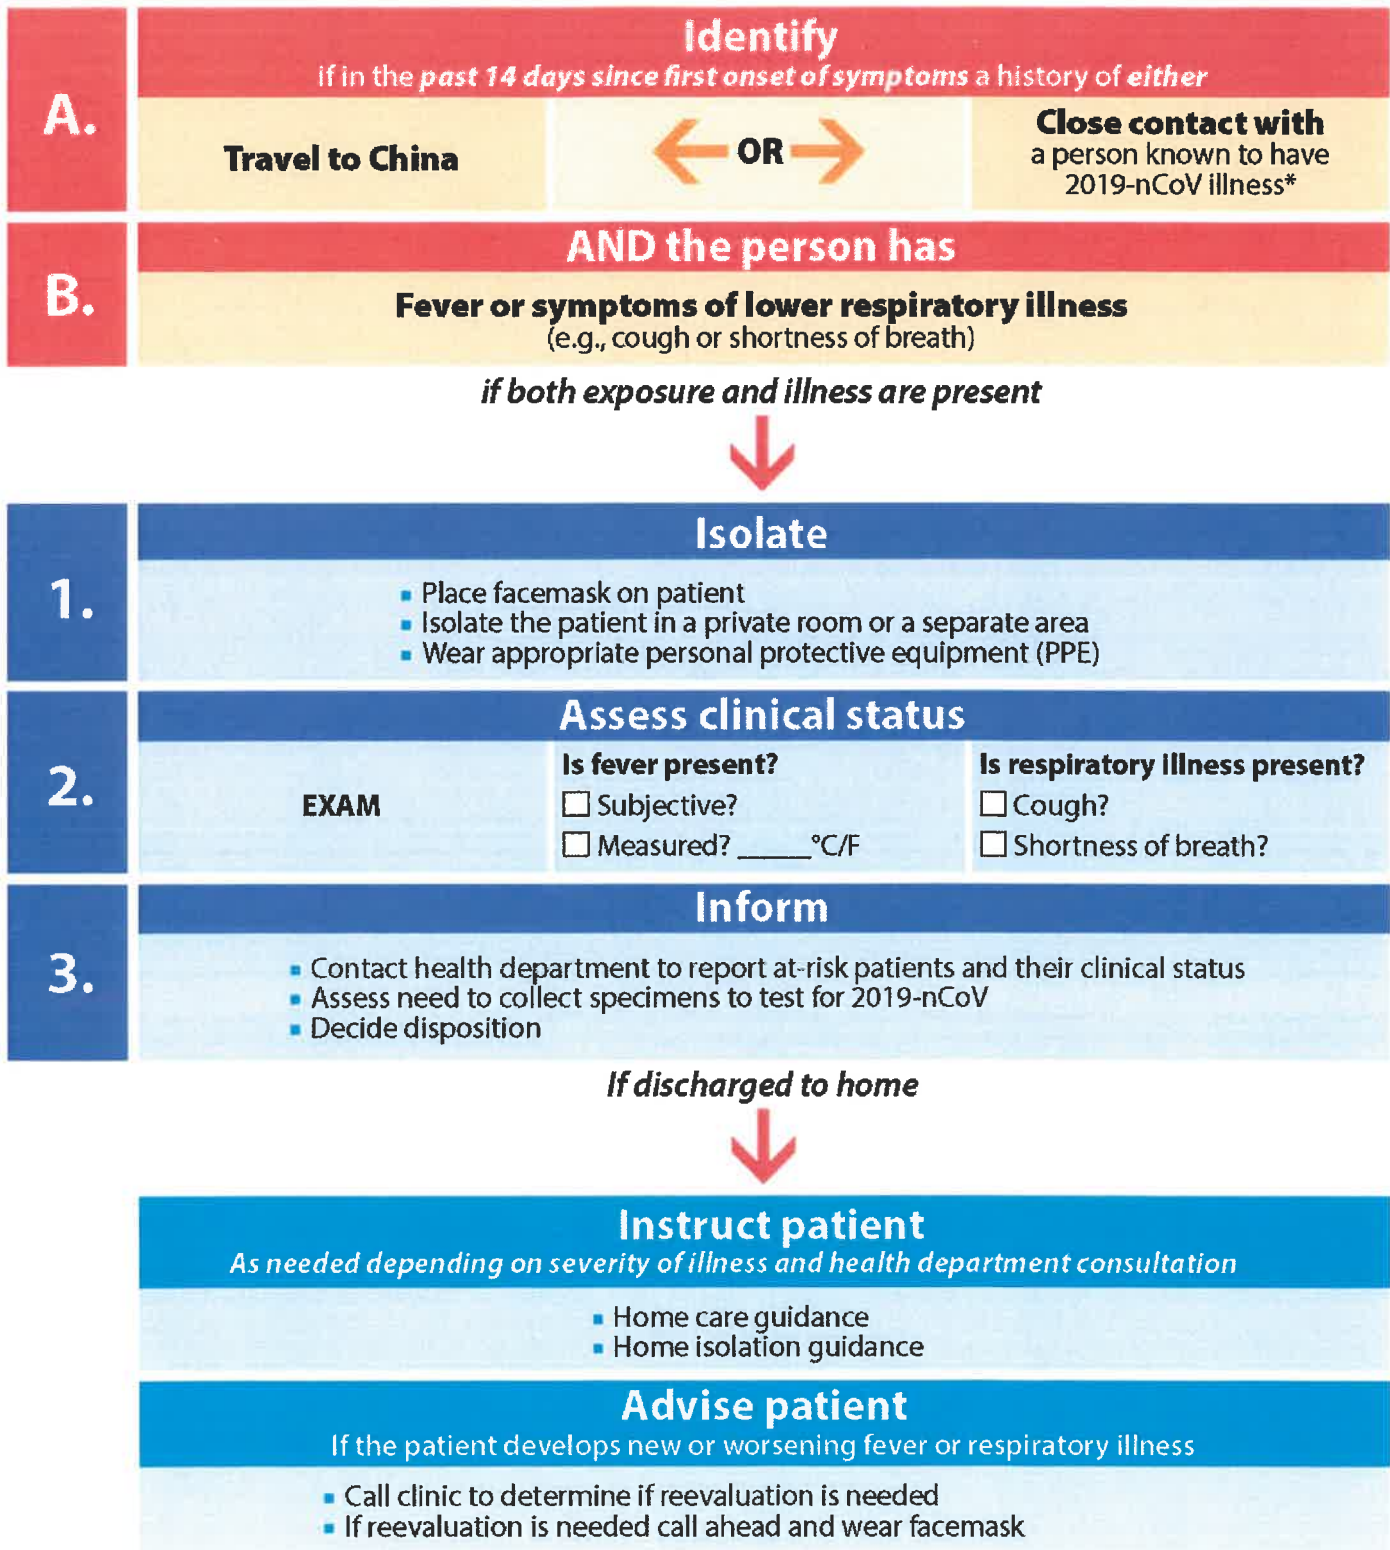 A.
Identify
if in the past 14 days since first onset of symptoms a history of either
Travel to China
OR
Close contact with
a person known to have
2019-nCoV illness*
B.
AND the person has
Fever or symptoms of lower respiratory illness
(e.g., cough or shortness of breath)
if both exposure and illness are present
1.
Isolate
▪ Place facemask on patient
▪ Isolate the patient in a private room or a separate area
▪ Wear appropriate personal protective equipment (PPE)
2.
Assess clinical status
EXAM
Is fever present?
☐ Subjective?
☐ Measured? _____°C/F
Is respiratory illness present?
☐ Cough?
☐ Shortness of breath?
3.
Inform
▪ Contact health department to report at-risk patients and their clinical status
▪ Assess need to collect specimens to test for 2019-nCoV
▪ Decide disposition
If discharged to home
Instruct patient
As needed depending on severity of illness and health department consultation
▪ Home care guidance
▪ Home isolation guidance
Advise patient
If the patient develops new or worsening fever or respiratory illness
▪ Call clinic to determine if reevaluation is needed
▪ If reevaluation is needed call ahead and wear facemask